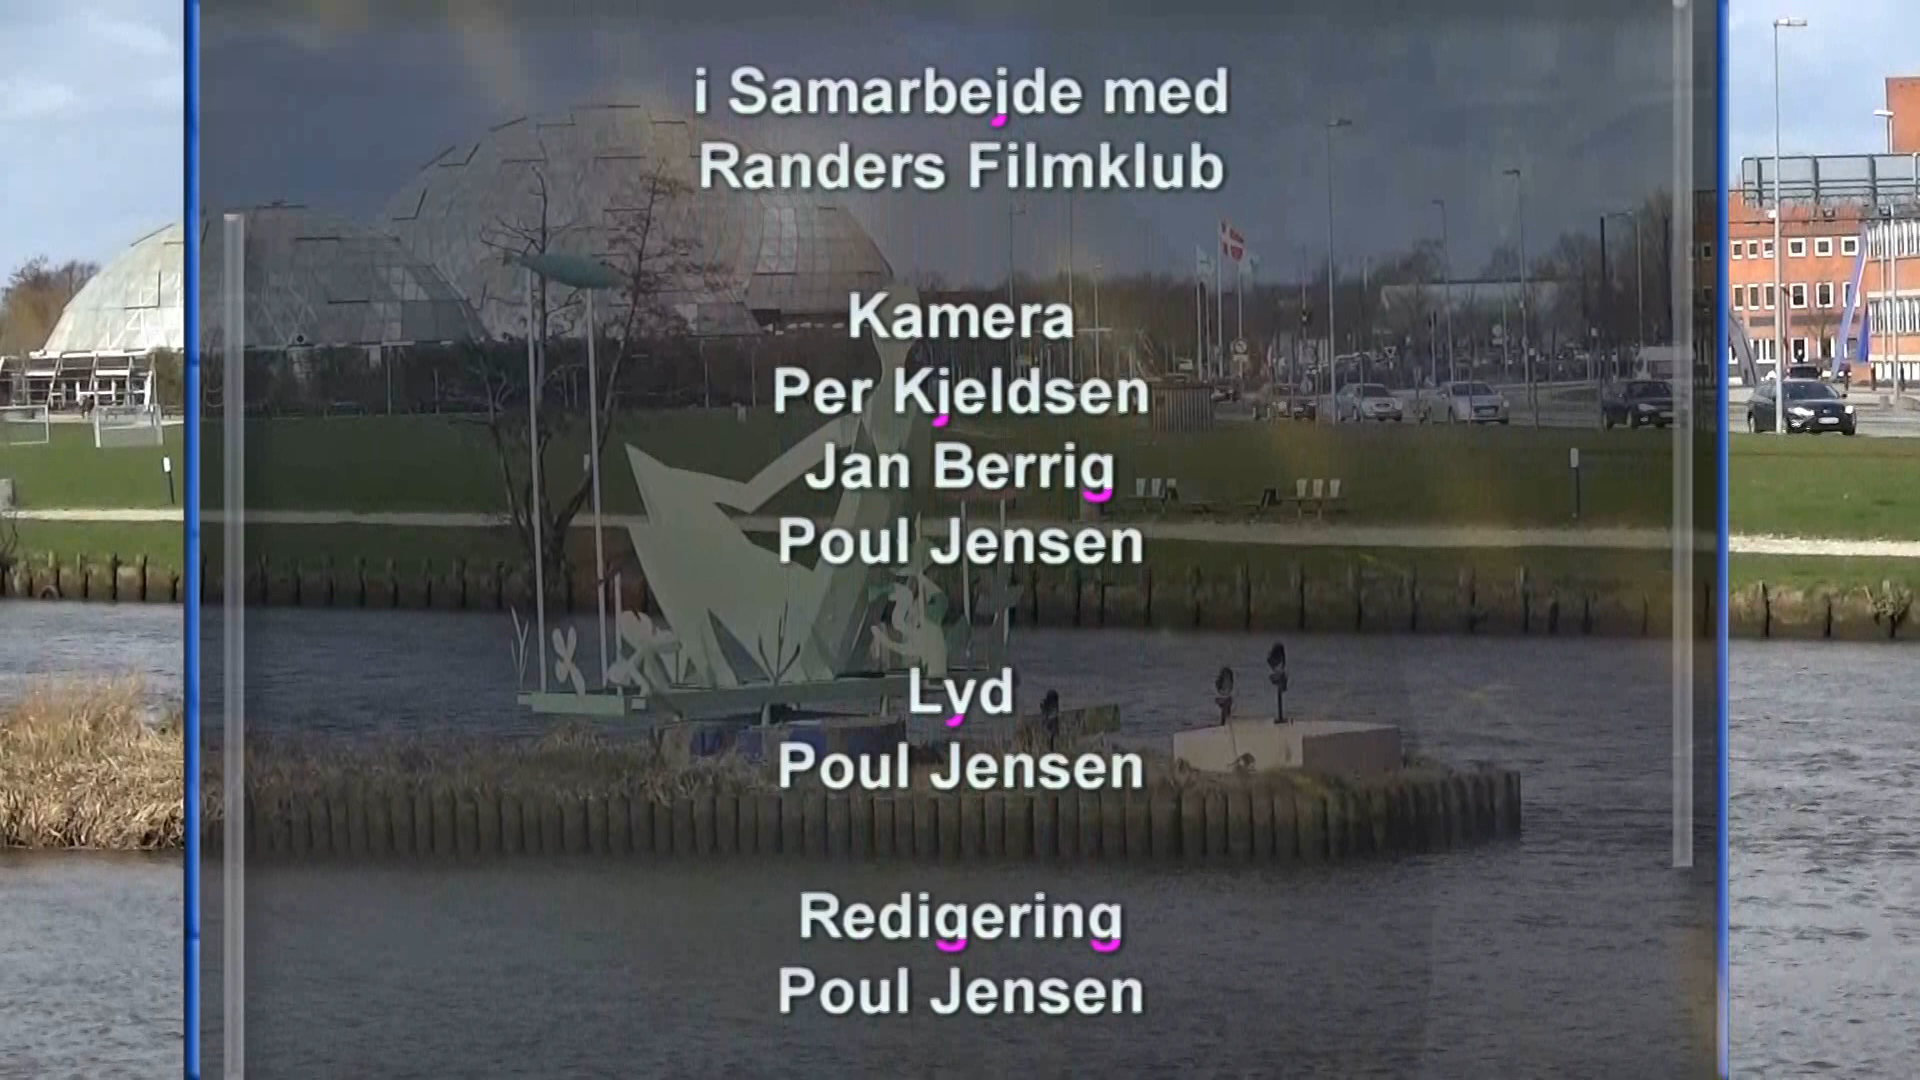 i Samarbejde med
Randers Filmklub
Kamera
Per Kjeldsen
Jan Berrig
Poul Jensen
Lyd
Poul Jensen
Redigering
Poul Jensen